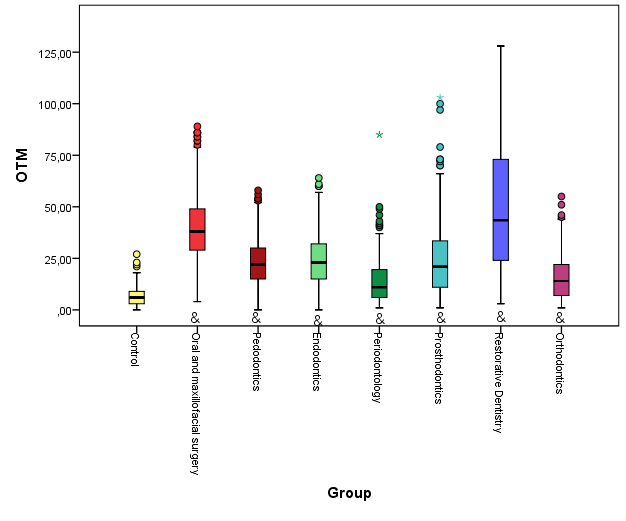 125,00
100,00
75,00
50,00
25,00
,00
OTM
Control
Oral and maxillofacial surgery
Pedodontics
Endodontics
Periodontology
Prosthodontics
Restorative Dentistry
Orthodontics
Group